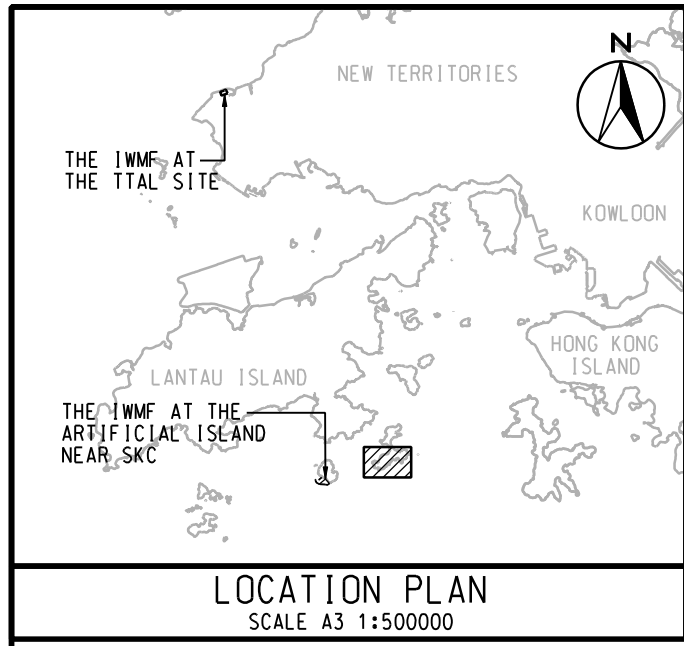 N
NEW TERRITORIES
THE IWMF AT
THE TTAL SITE
KOWLOON
HONG KONG
ISLAND
LANTAU ISLAND
THE IWMF AT THE
ARTIFICIAL ISLAND
NEAR SKC
LOCATION PLAN
SCALE A3 1:500000